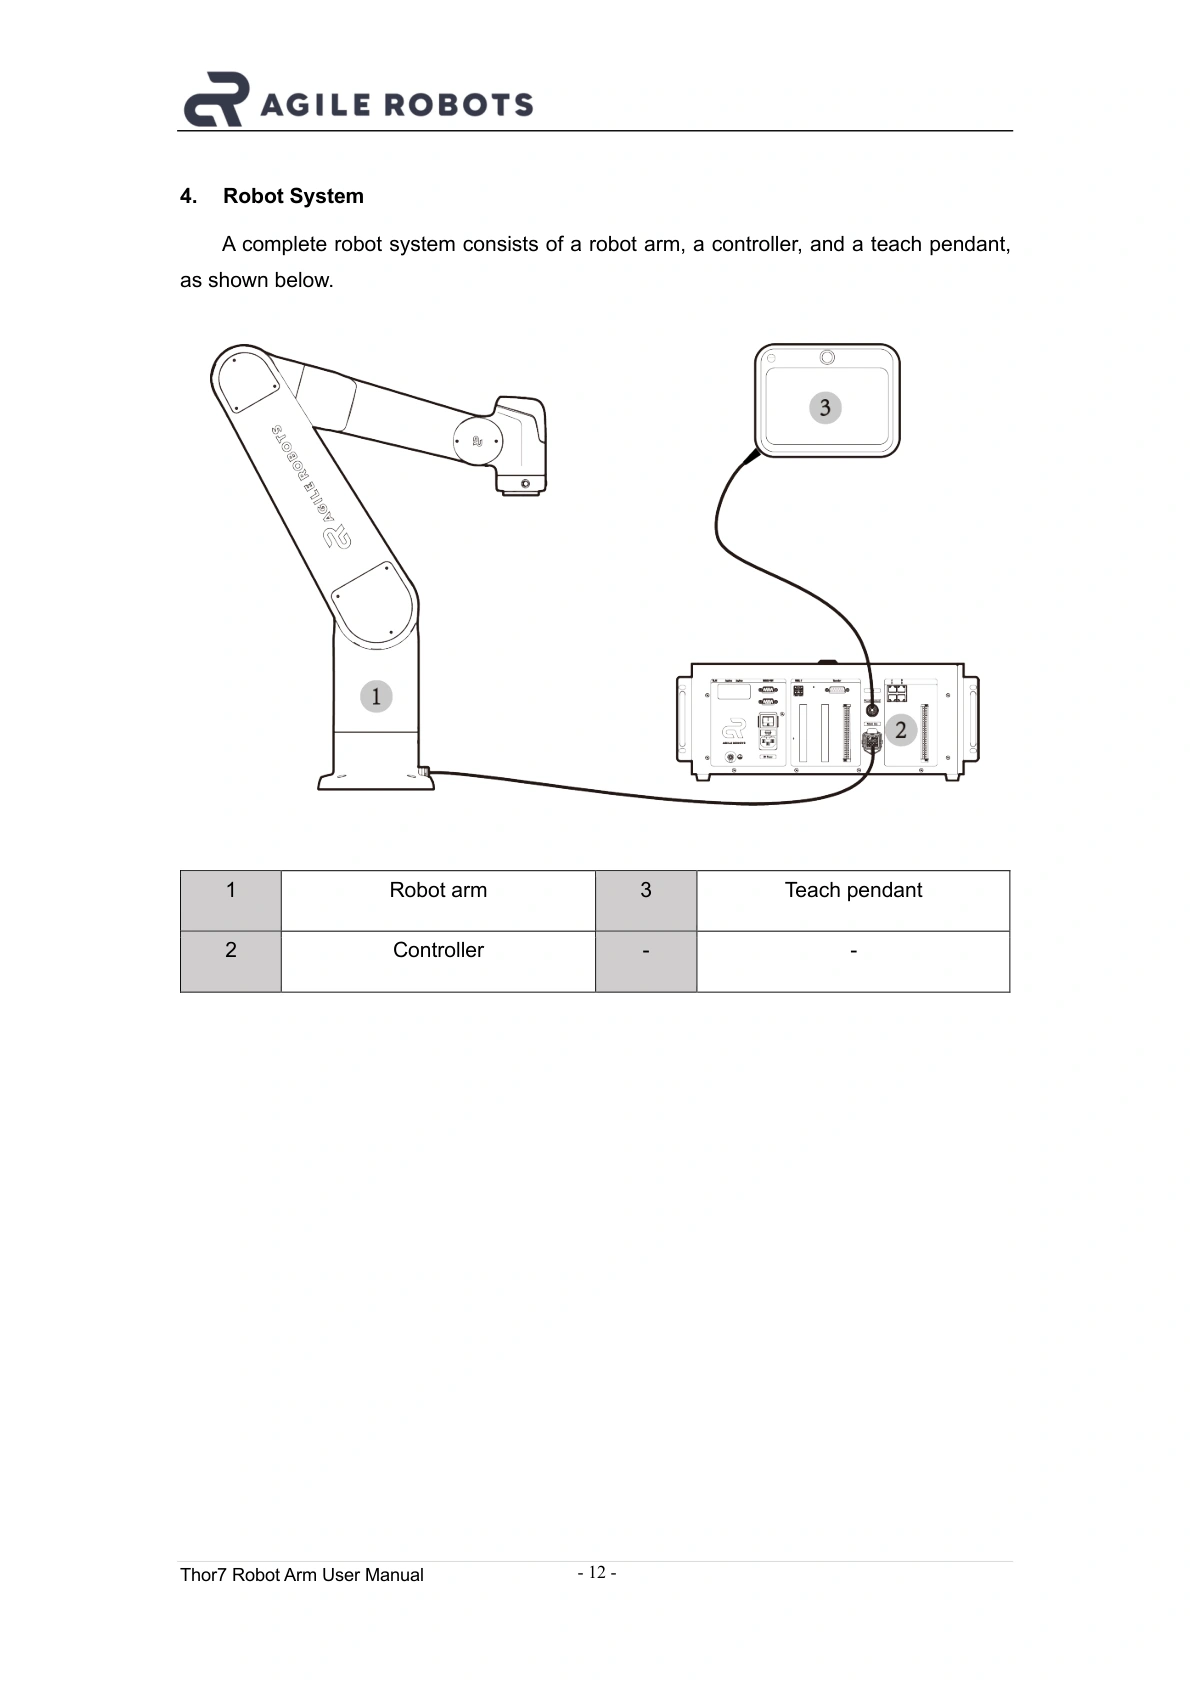 AGILE ROBOTS
4. Robot System
A complete robot system consists of a robot arm, a controller, and a teach pendant,
as shown below.
3
AGILE ROBOTS
1
2
AGILE ROBOTS
1 Robot arm 3 Teach pendant
2 Controller - -
Thor7 Robot Arm User Manual - 12 -